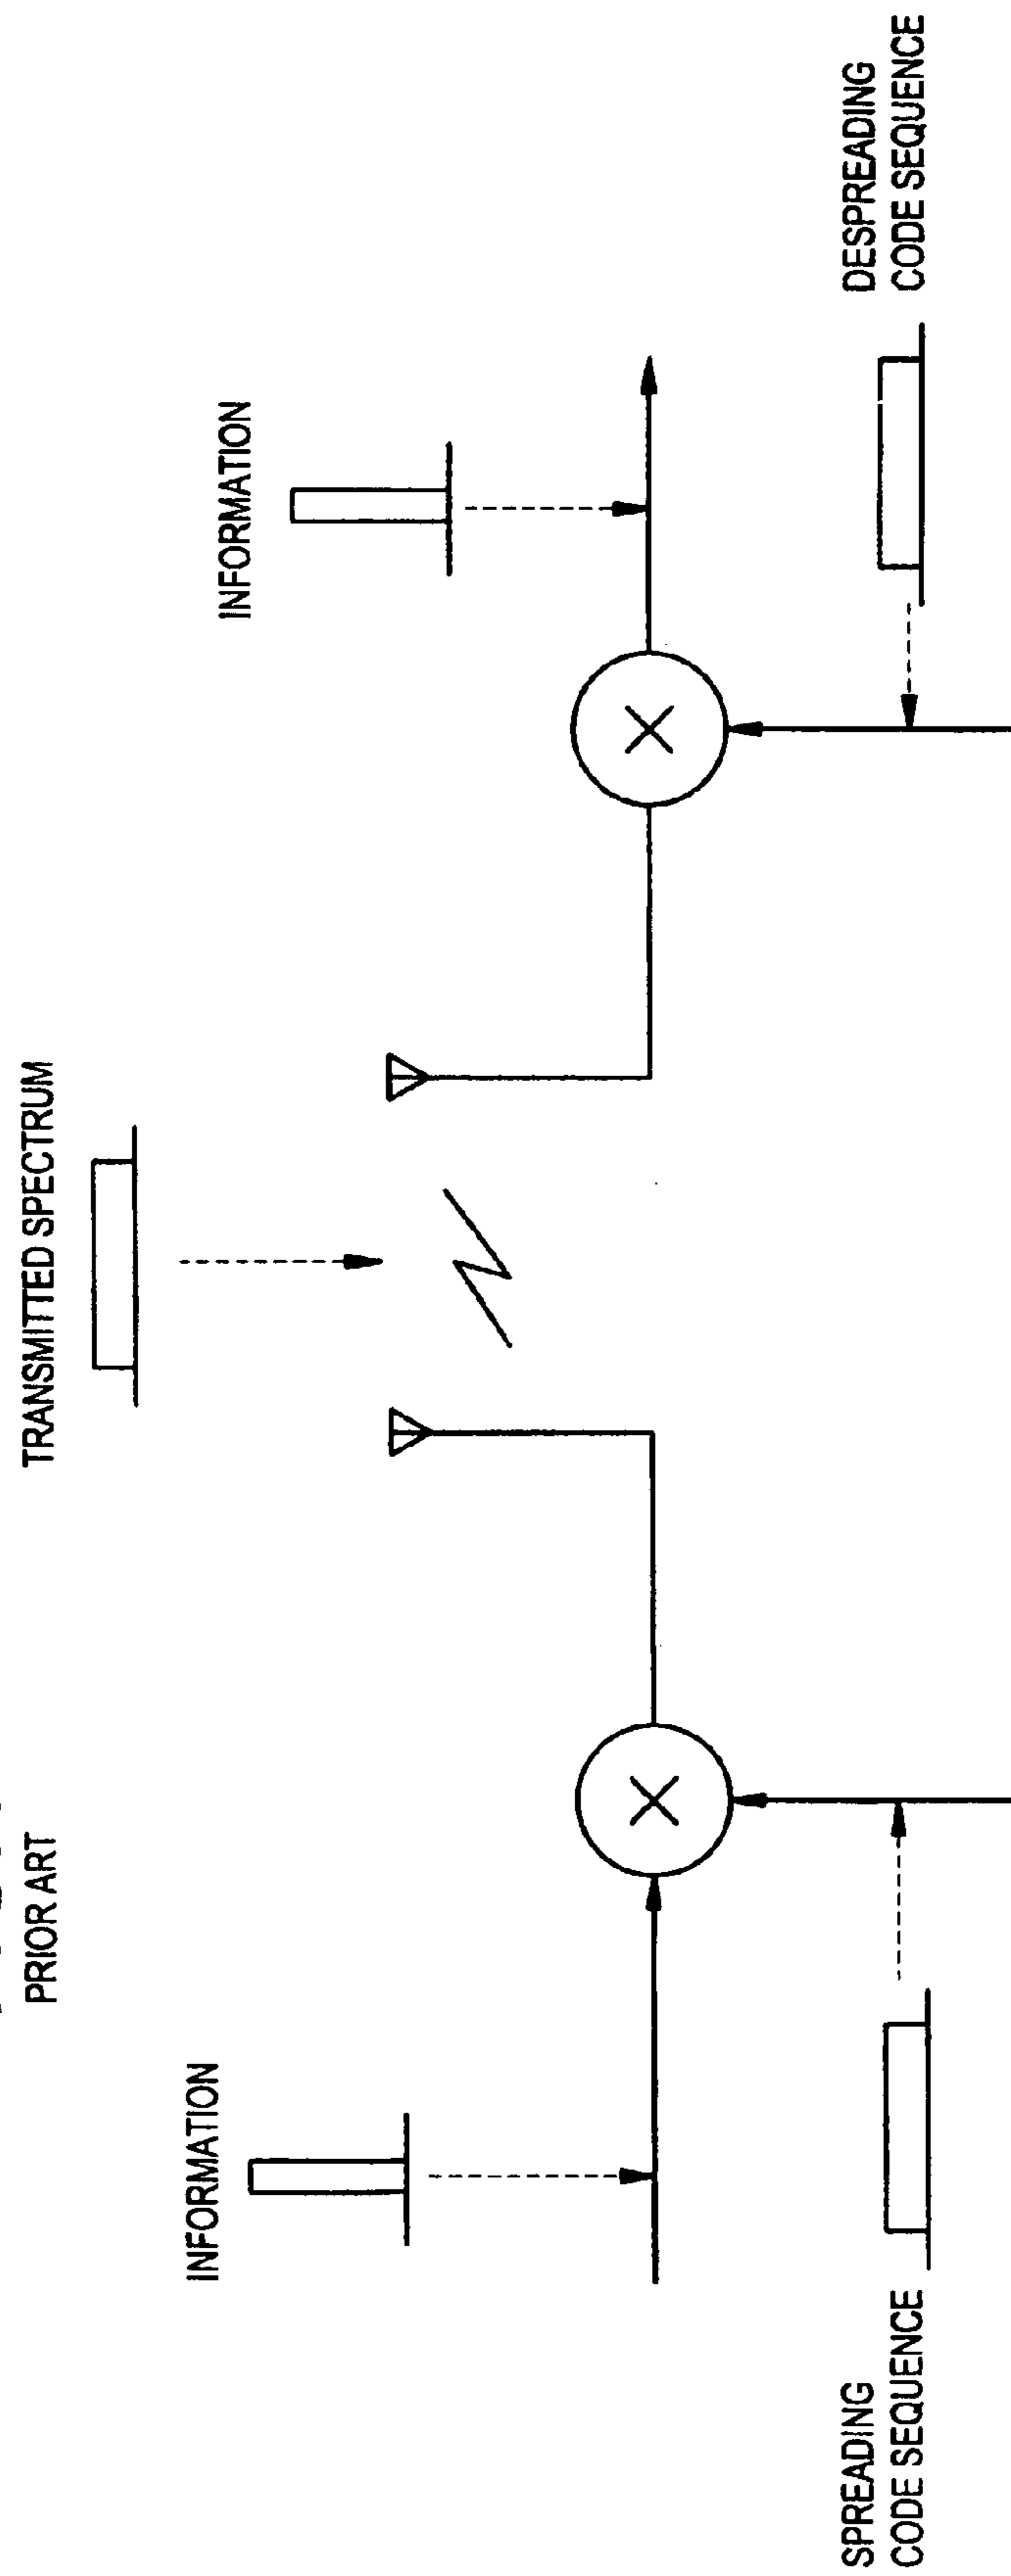 PRIOR ART
TRANSMITTED SPECTRUM
INFORMATION
INFORMATION
SPREADING
CODE SEQUENCE
DESPREADING
CODE SEQUENCE